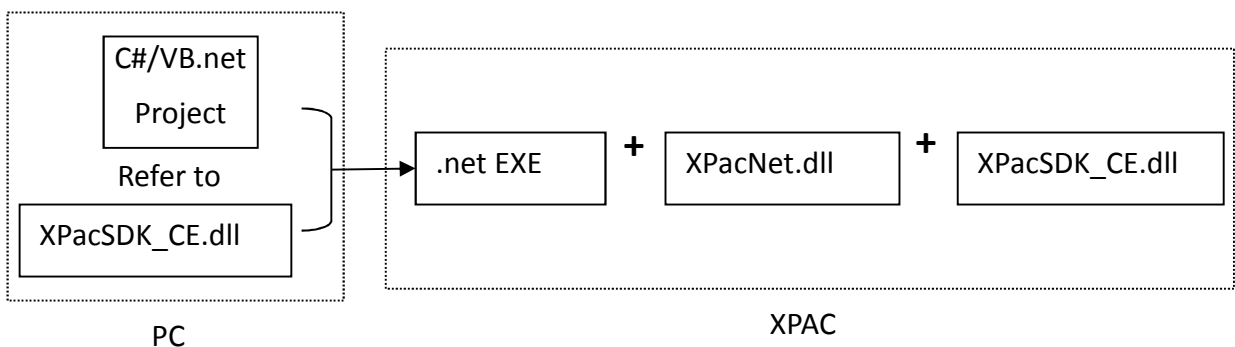 C#/VB.net
Project
Refer to
XPacSDK_CE.dll
PC
.net EXE + XPacNet.dll + XPacSDK_CE.dll
XPAC